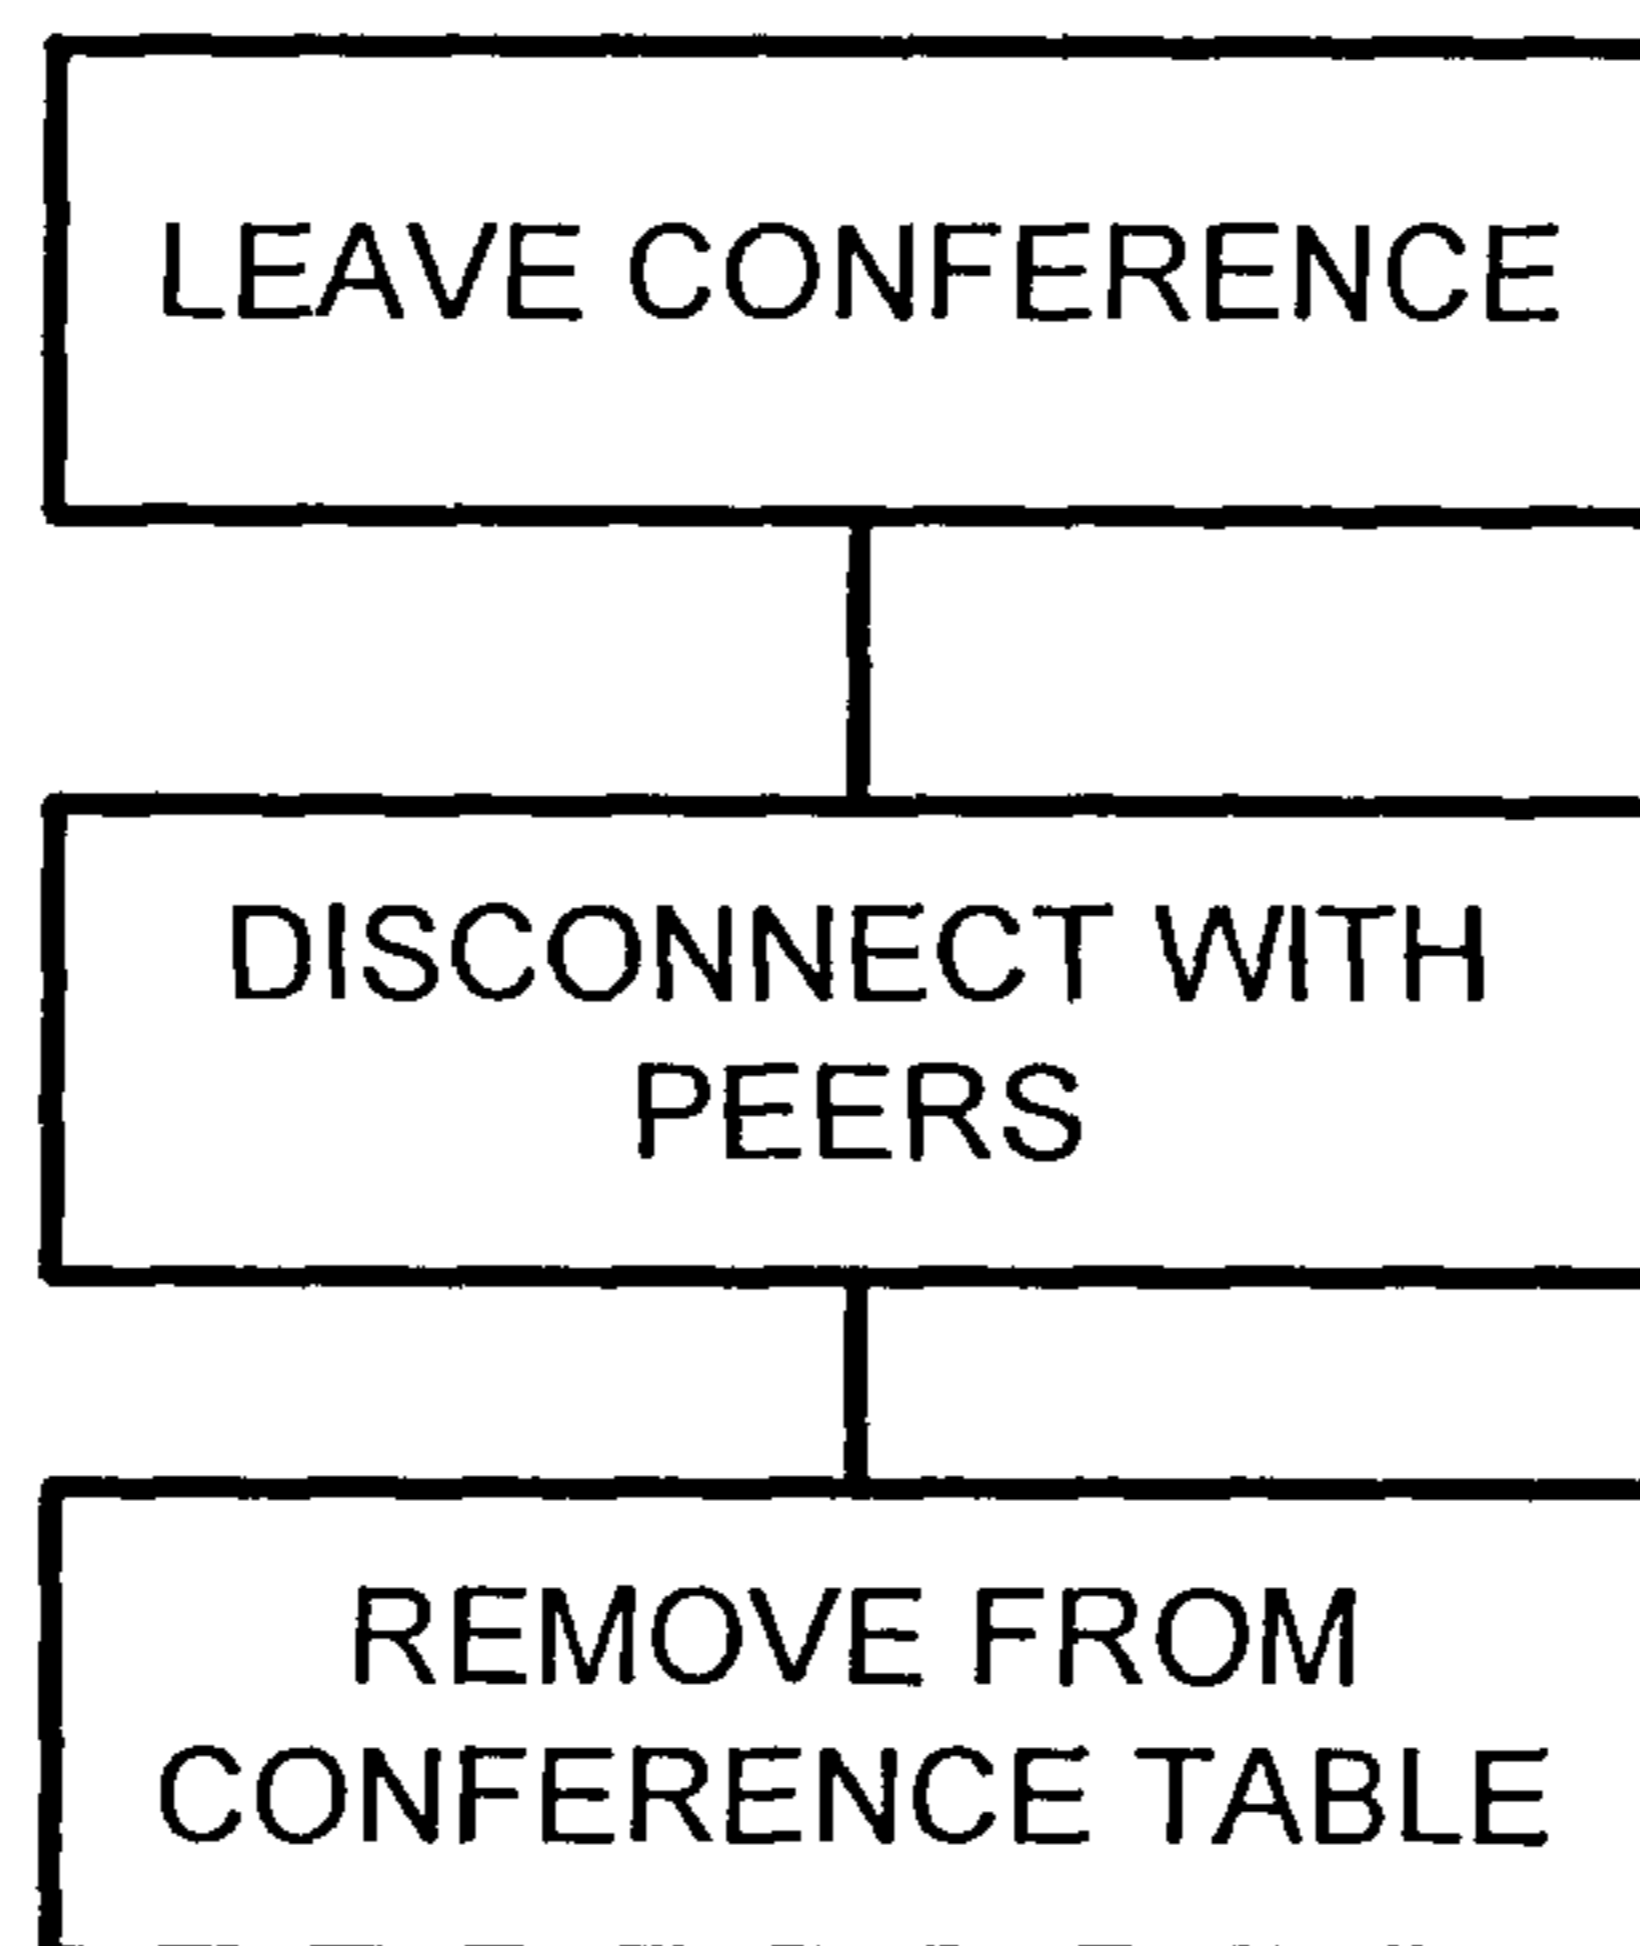 LEAVE CONFERENCE
DISCONNECT WITH
PEERS
REMOVE FROM
CONFERENCE TABLE